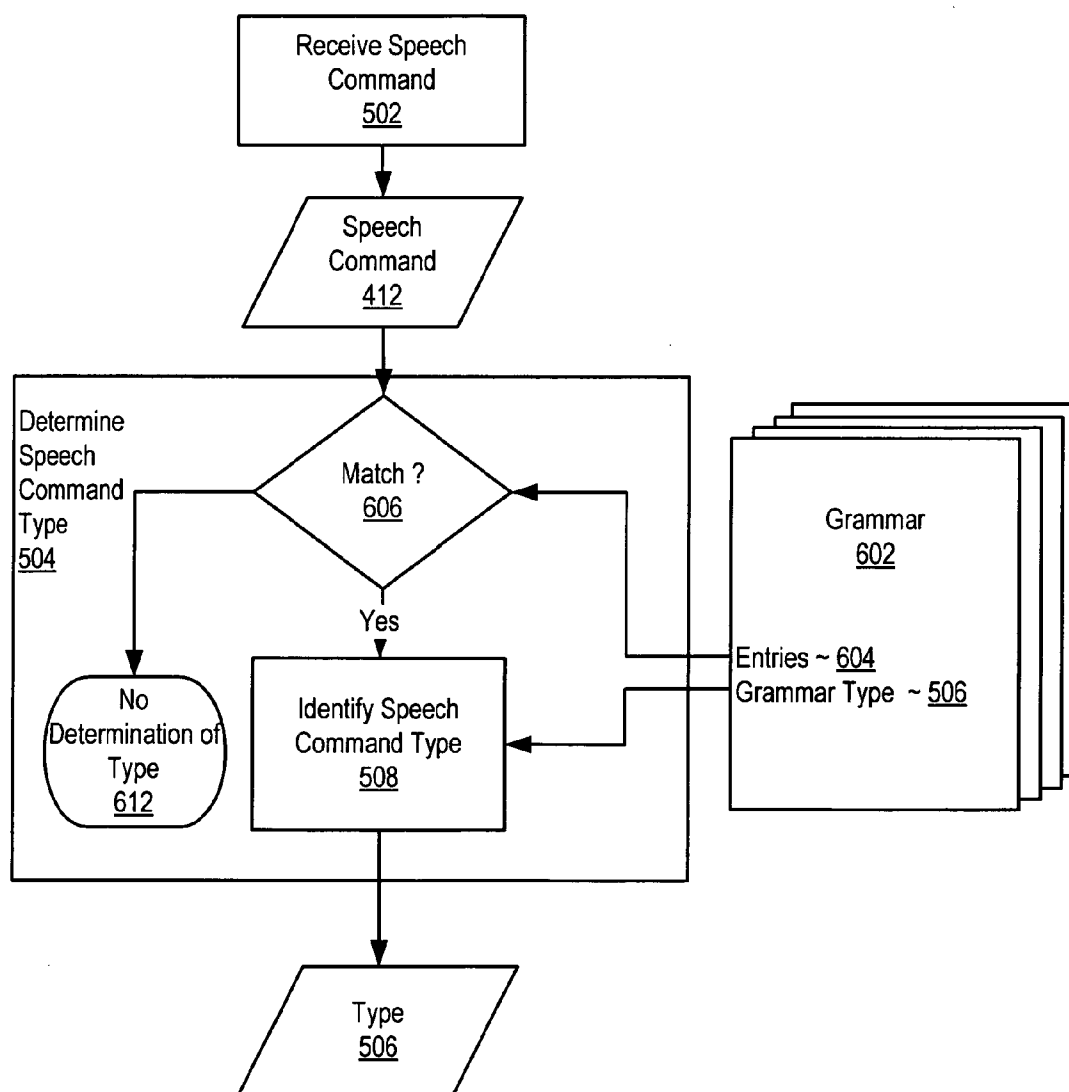 Receive Speech
Command
502
Speech
Command
412
Determine
Speech
Command
Type
504
Match ?
606
Yes
No
Determination of
Type
612
Identify Speech
Command Type
508
Grammar
602
Entries ~ 604
Grammar Type ~ 506
Type
506